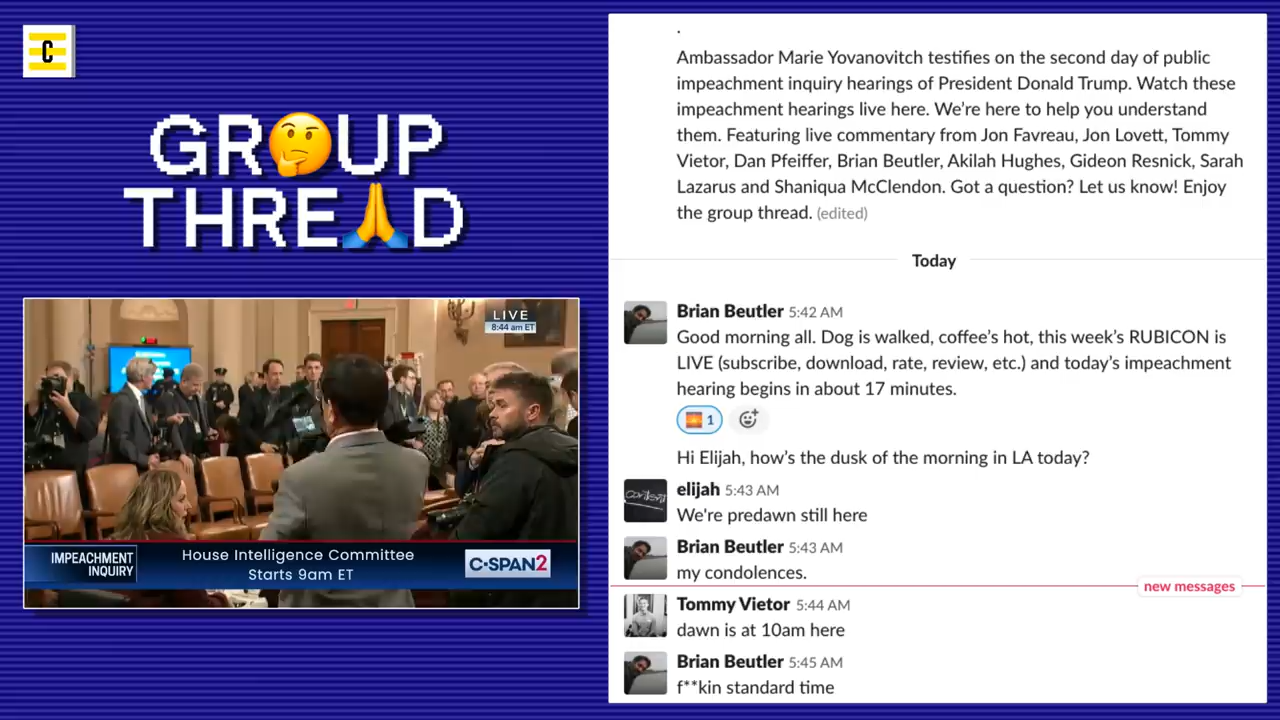 C
GR🤔UP
THRE🙏D
LIVE
8:44 am ET
IMPEACHMENT
INQUIRY
House Intelligence Committee
Starts 9am ET
C-SPAN2
.
Ambassador Marie Yovanovitch testifies on the second day of public
impeachment inquiry hearings of President Donald Trump. Watch these
impeachment hearings live here. We're here to help you understand
them. Featuring live commentary from Jon Favreau, Jon Lovett, Tommy
Vietor, Dan Pfeiffer, Brian Beutler, Akilah Hughes, Gideon Resnick, Sarah
Lazarus and Shaniqua McClendon. Got a question? Let us know! Enjoy
the group thread. (edited)
Today
Brian Beutler 5:42 AM
Good morning all. Dog is walked, coffee's hot, this week's RUBICON is
LIVE (subscribe, download, rate, review, etc.) and today's impeachment
hearing begins in about 17 minutes.
1
Hi Elijah, how's the dusk of the morning in LA today?
elijah 5:43 AM
We're predawn still here
Brian Beutler 5:43 AM
my condolences.
new messages
Tommy Vietor 5:44 AM
dawn is at 10am here
Brian Beutler 5:45 AM
f**kin standard time